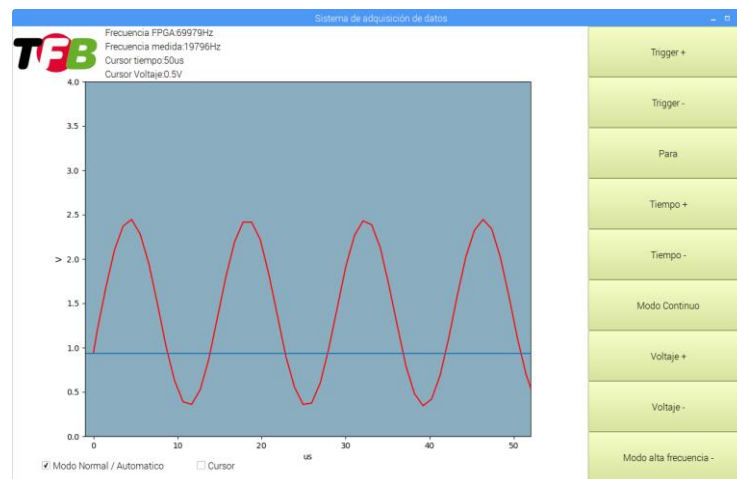 Sistema de adquisición de datos
TFB
Frecuencia FPGA:69979Hz
Frecuencia medida:19796Hz
Cursor tiempo:50us
Cursor Voltaje:0.5V
4.0
3.5
3.0
2.5
V
2.0
1.5
1.0
0.5
0.0
0 10 20 30 40 50
us
Modo Normal / Automatico Cursor
Trigger +
Trigger -
Para
Tiempo +
Tiempo -
Modo Continuo
Voltaje +
Voltaje -
Modo alta frecuencia -